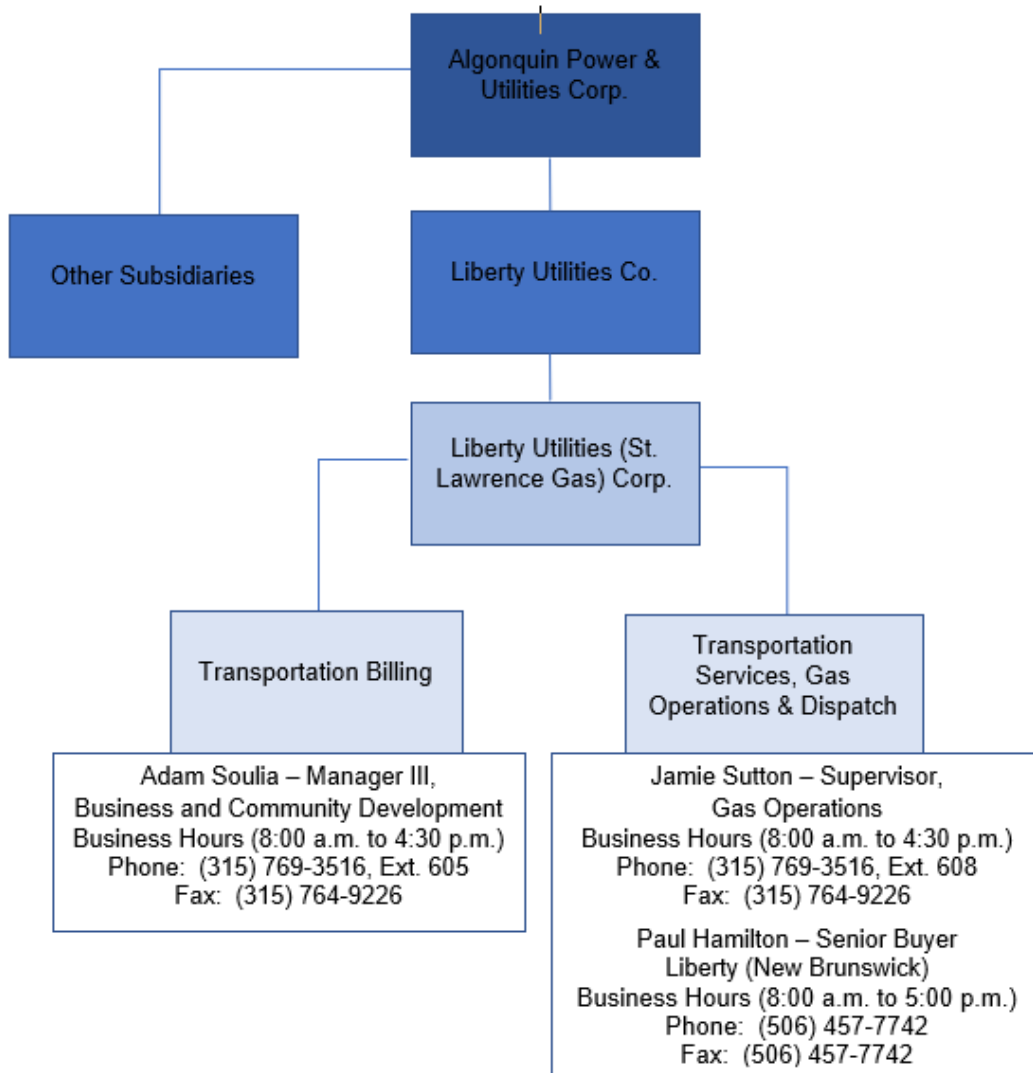 Algonquin Power &
Utilities Corp.
Other Subsidiaries
Liberty Utilities Co.
Liberty Utilities (St.
Lawrence Gas) Corp.
Transportation Billing
Transportation
Services, Gas
Operations & Dispatch
Adam Soulia – Manager III,
Business and Community Development
Business Hours (8:00 a.m. to 4:30 p.m.)
Phone:  (315) 769-3516, Ext. 605
Fax:  (315) 764-9226
Jamie Sutton – Supervisor,
Gas Operations
Business Hours (8:00 a.m. to 4:30 p.m.)
Phone:  (315) 769-3516, Ext. 608
Fax:  (315) 764-9226
Paul Hamilton – Senior Buyer
Liberty (New Brunswick)
Business Hours (8:00 a.m. to 5:00 p.m.)
Phone:  (506) 457-7742
Fax:  (506) 457-7742